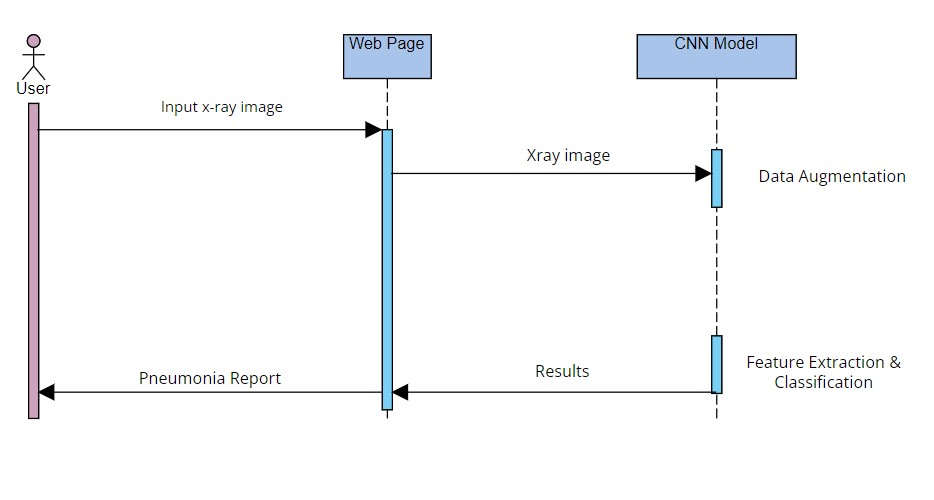 Web Page
CNN Model
User
Input x-ray image
Xray image
Data Augmentation
Feature Extraction &
Classification
Results
Pneumonia Report